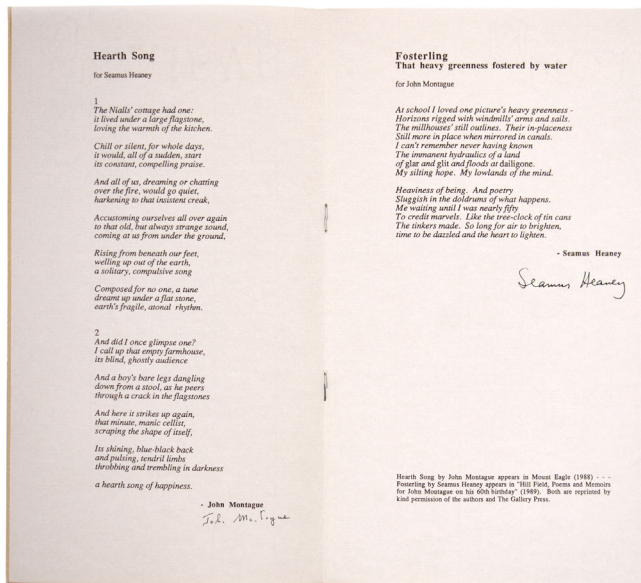 Hearth Song
for Seamus Heaney
1
The Nialls' cottage had one:
it lived under a large flagstone,
loving the warmth of the kitchen.
Chill or silent, for whole days,
it would, all of a sudden, start
its constant, compelling praise.
And all of us, dreaming or chatting
over the fire, would go quiet,
harkening to that insistent creak,
Accustoming ourselves all over again
to that old, but always strange sound,
coming at us from under the ground,
Rising from beneath our feet,
welling up out of the earth,
a solitary, compulsive song
Composed for no one, a tune
dreamt up under a flat stone,
earth's fragile, atonal rhythm.
2
And did I once glimpse one?
I call up that empty farmhouse,
its blind, ghostly audience
And a boy's bare legs dangling
down from a stool, as he peers
through a crack in the flagstones
And here it strikes up again,
that minute, manic cellist,
scraping the shape of itself,
Its shining, blue-black back
and pulsing, tendril limbs
throbbing and trembling in darkness
a hearth song of happiness.
- John Montague
John Montague
Fosterling
That heavy greenness fostered by water
for John Montague
At school I loved one picture's heavy greenness -
Horizons rigged with windmills' arms and sails.
The millhouses' still outlines. Their in-placeness
Still more in place when mirrored in canals.
I can't remember never having known
The immanent hydraulics of a land
of glar and glit and floods at dailigone.
My silting hope. My lowlands of the mind.
Heaviness of being. And poetry
Sluggish in the doldrums of what happens.
Me waiting until I was nearly fifty
To credit marvels. Like the tree-clock of tin cans
The tinkers made. So long for air to brighten,
time to be dazzled and the heart to lighten.
- Seamus Heaney
Seamus Heaney
Hearth Song by John Montague appears in Mount Eagle (1988) - - -
Fosterling by Seamus Heaney appears in "Hill Field, Poems and Memoirs
for John Montague on his 60th birthday" (1989). Both are reprinted by
kind permission of the authors and The Gallery Press.